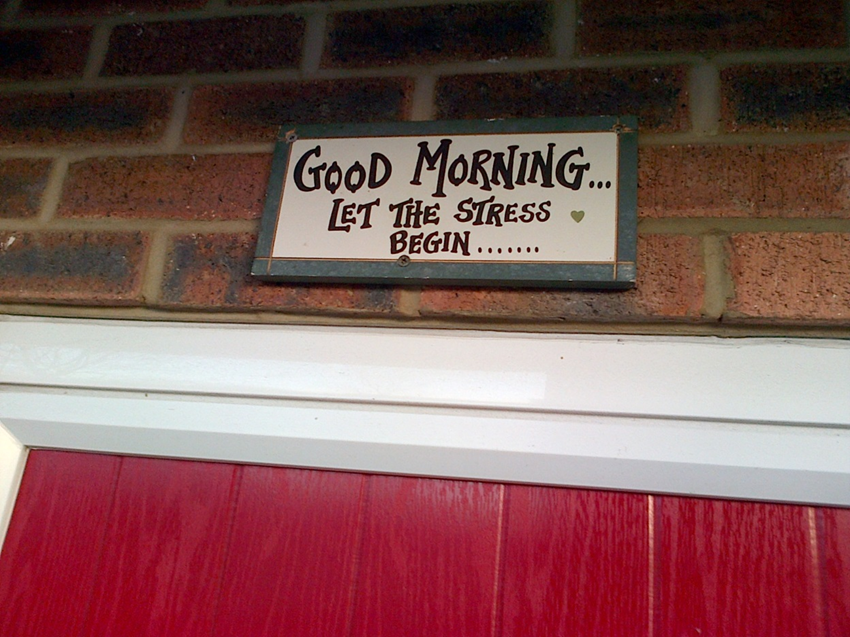 GOOD MORNING...
LET THE STRESS
BEGIN.......